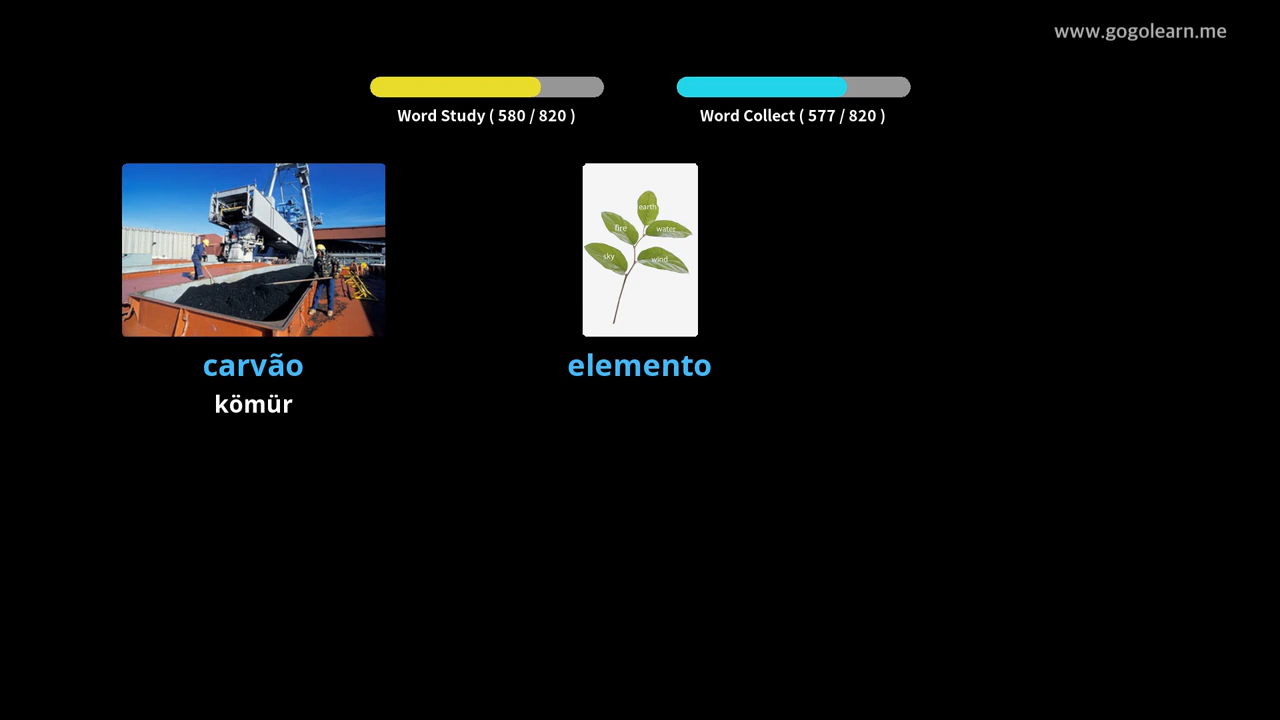 www.gogolearn.me
Word Study ( 580 / 820 )
Word Collect ( 577 / 820 )
earth
fire
water
sky
wind
carvão
elemento
kömür